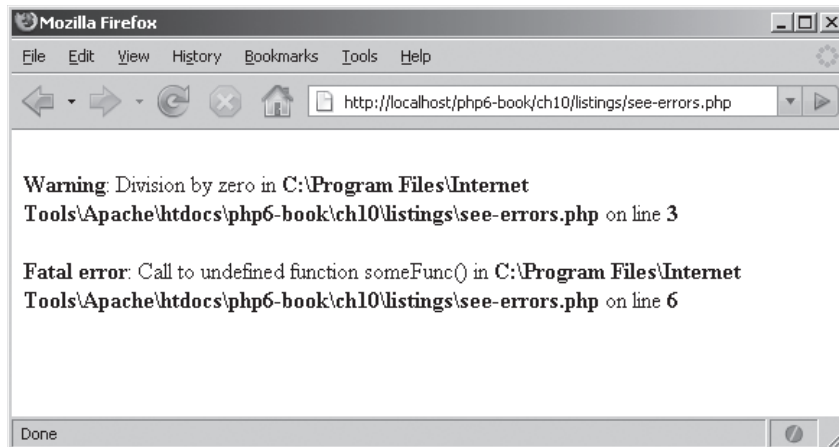 Mozilla Firefox
File Edit View History Bookmarks Tools Help
http://localhost/php6-book/ch10/listings/see-errors.php
Warning: Division by zero in C:\Program Files\Internet
Tools\Apache\htdocs\php6-book\ch10\listings\see-errors.php on line 3
Fatal error: Call to undefined function someFunc() in C:\Program Files\Internet
Tools\Apache\htdocs\php6-book\ch10\listings\see-errors.php on line 6
Done